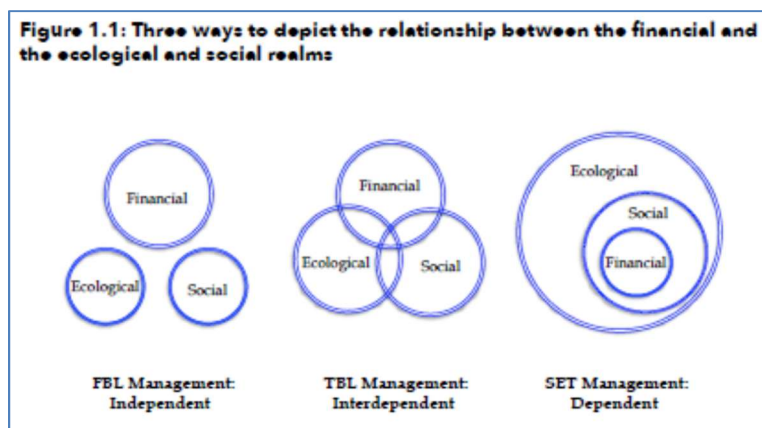 Figure 1.1: Three ways to depict the relationship between the financial and
the ecological and social realms
Financial
Ecological
Social
Financial
Ecological
Social
Ecological
Social
Financial
FBL Management:
Independent
TBL Management:
Interdependent
SET Management:
Dependent